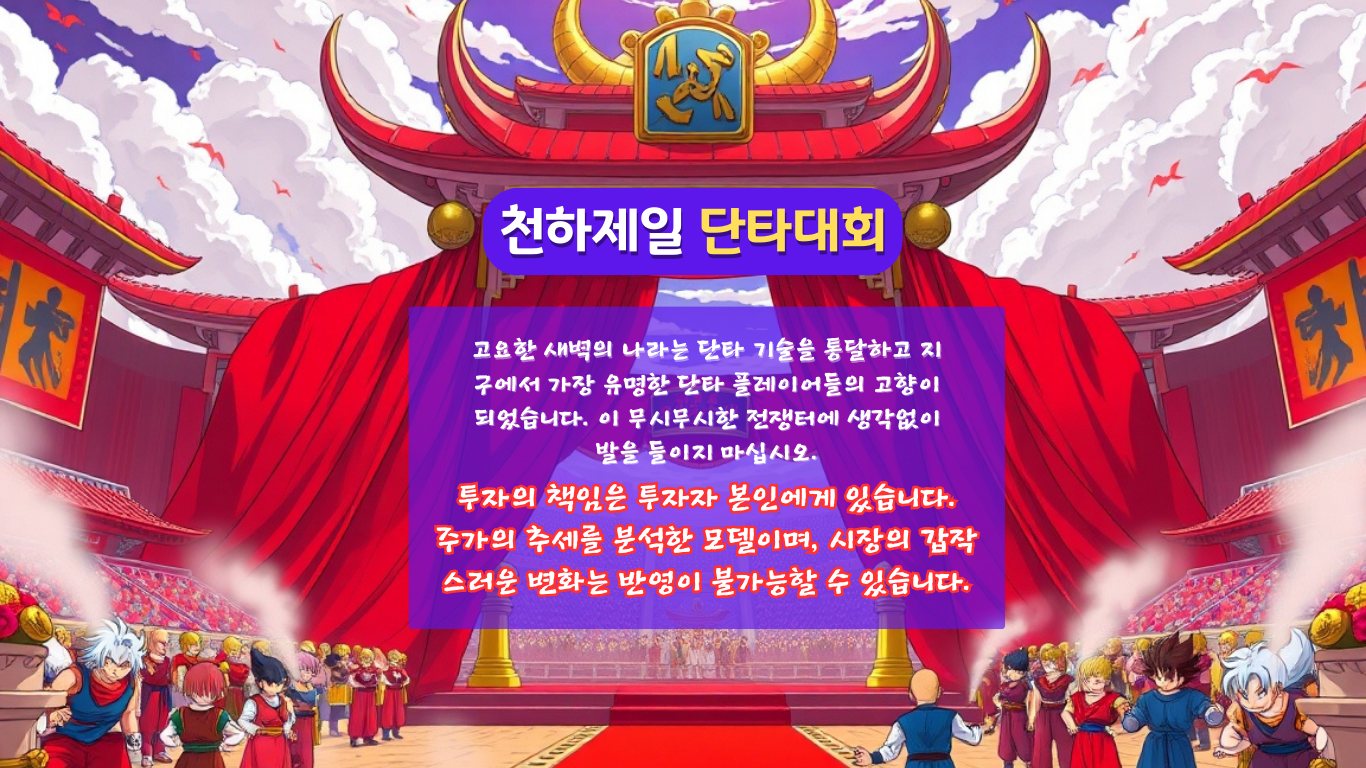 천하제일 단타대회
고요한 새벽의 나라는 단타 기술을 통달하고 지
구에서 가장 유명한 단타 플레이어들의 고향이
되었습니다. 이 무시무시한 전쟁터에 생각없이
발을 들이지 마십시오.
투자의 책임은 투자자 본인에게 있습니다.
주가의 추세를 분석한 모델이며, 시장의 갑작
스러운 변화는 반영이 불가능할 수 있습니다.